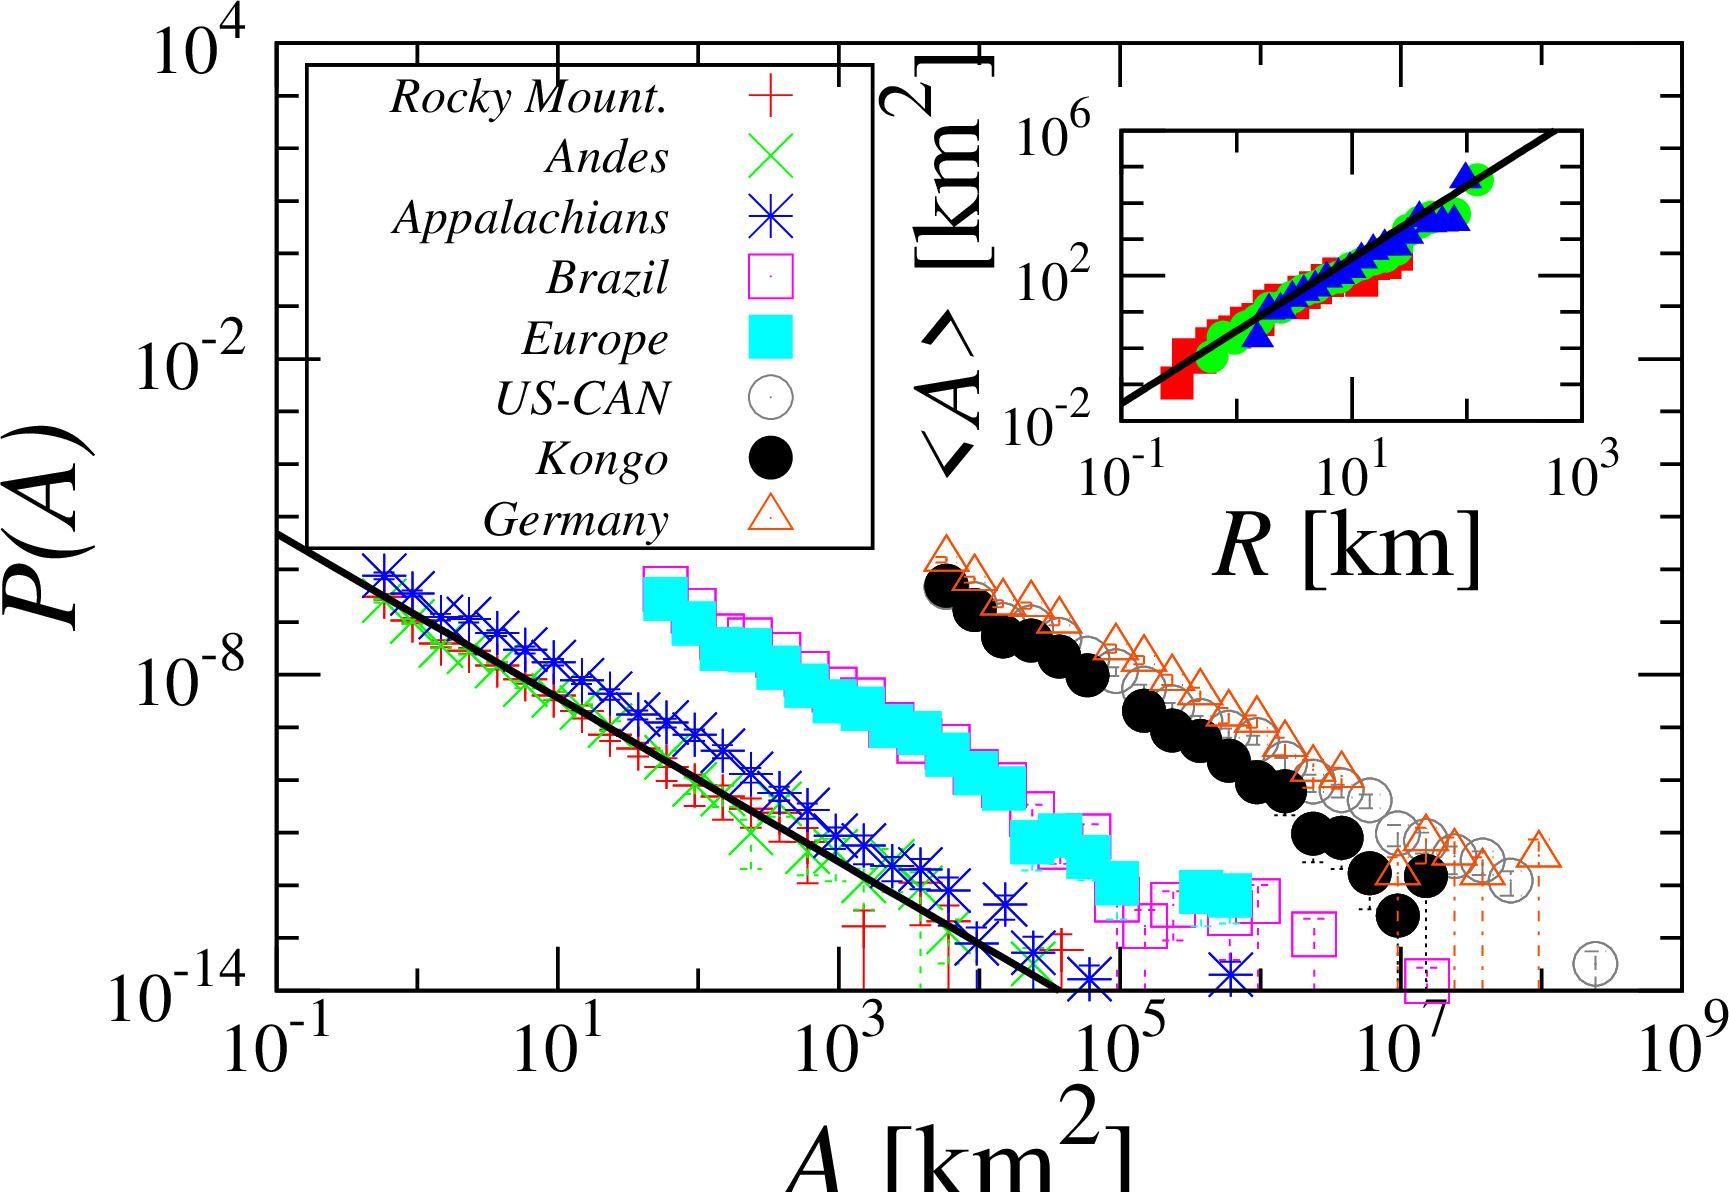 10^4
10^-2
10^-8
10^-14
P(A)
Rocky Mount.
Andes
Appalachians
Brazil
Europe
US-CAN
Kongo
Germany
<A> [km^2]
10^6
10^2
10^-2
10^-1 10^1 10^3
R [km]
10^-1 10^1 10^3 10^5 10^7 10^9
A [km^2]